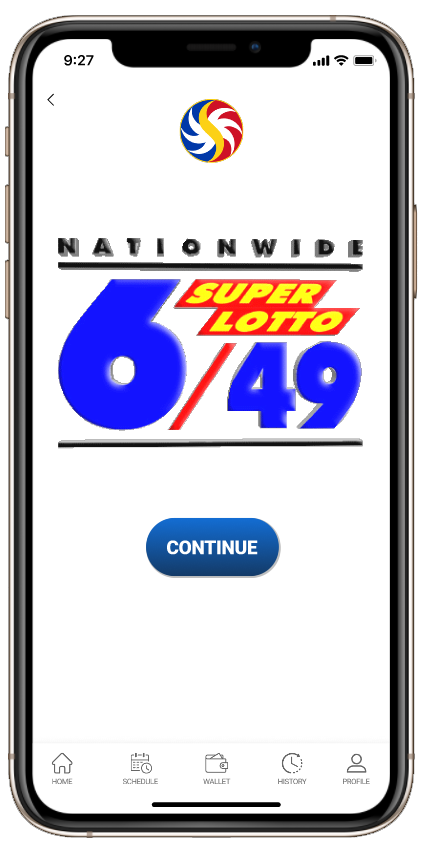 9:27
NATIONWIDE
SUPER
LOTTO
6/49
CONTINUE
HOME SCHEDULE WALLET HISTORY PROFILE